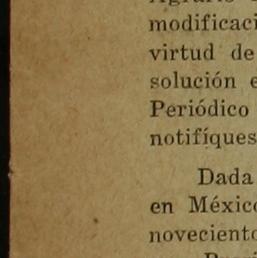 modificaci
virtud de
solución e
Periódico
notifíques
Dada
en Méxic
noveciento